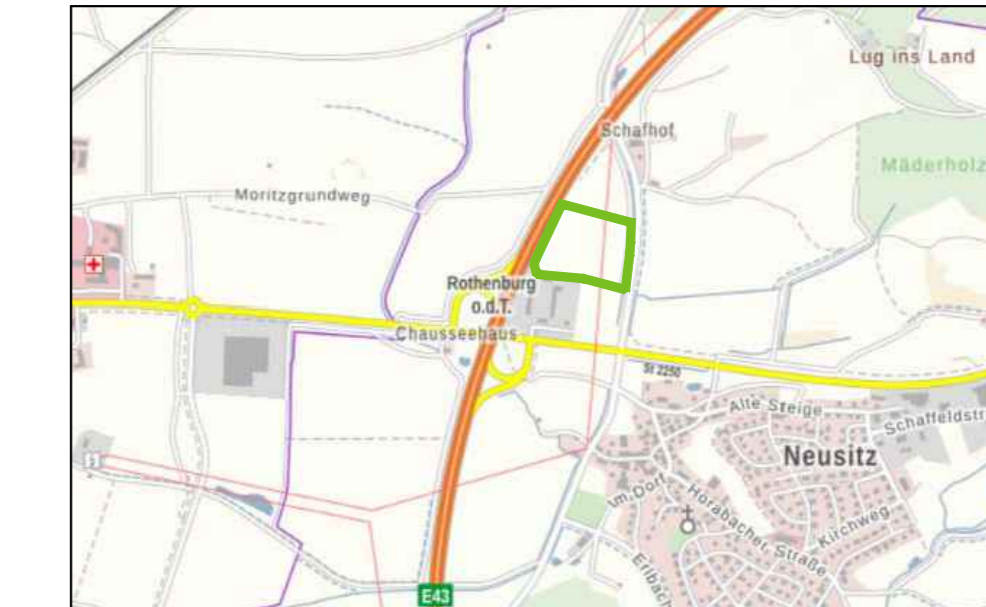 Lug ins Land
Schafhof
Mäderholz
Moritzgrundweg
Rothenburg
o.d.T.
Chausseehaus
St 2250
Alte Steige
Schaffeldstr
Neusitz
Am Dorf
Horabacher Straße
Kirchweg
Erlbach
E43